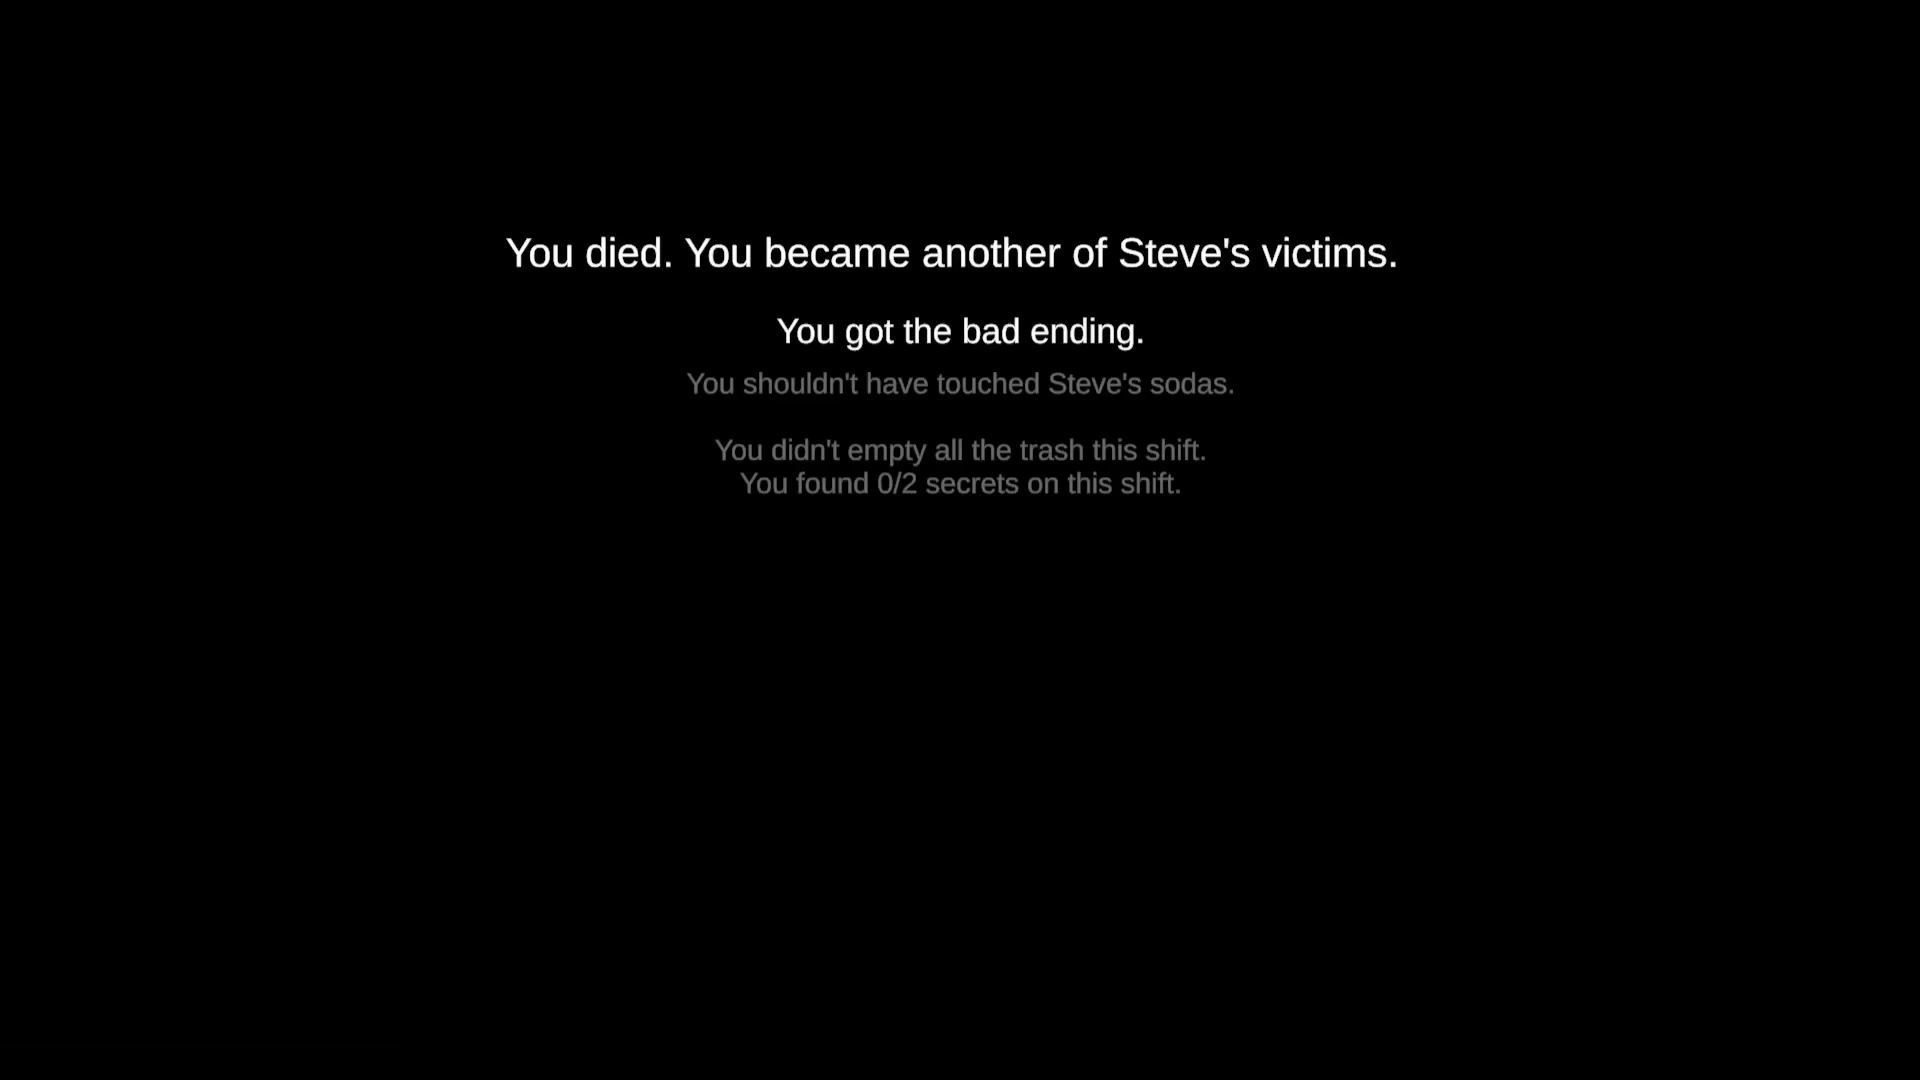 You died. You became another of Steve's victims.
You got the bad ending.
You shouldn't have touched Steve's sodas.
You didn't empty all the trash this shift.
You found 0/2 secrets on this shift.